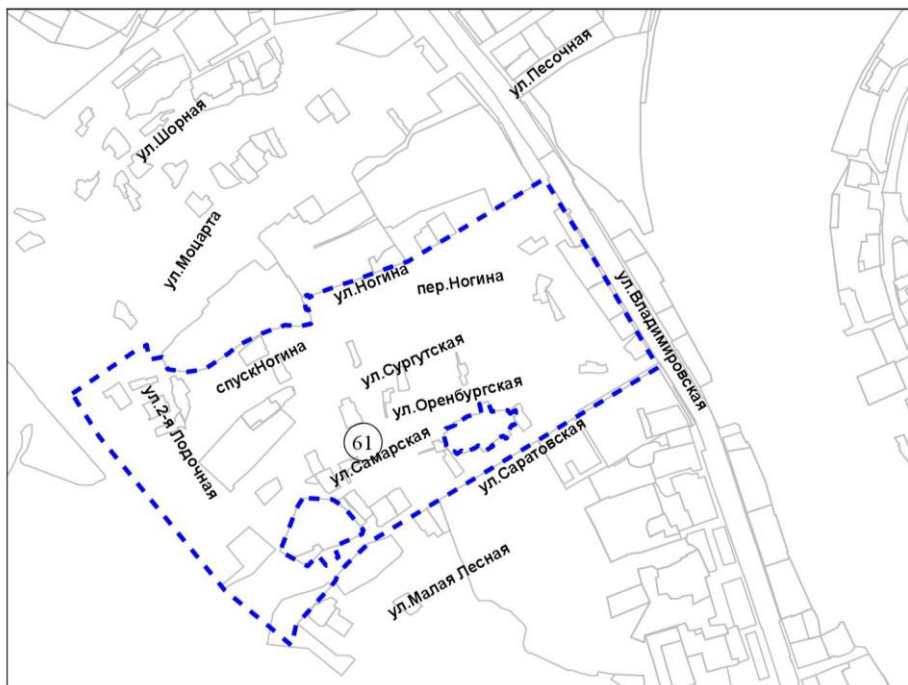 ул.Песочная
ул.Шорная
ул.Моцарта
ул.Ногина
пер.Ногина
ул.Владимировская
спускНогина
ул.Сургутская
ул.2-я Лодочная
ул.Оренбургская
61
ул.Самарская
ул.Саратовская
ул.Малая Лесная